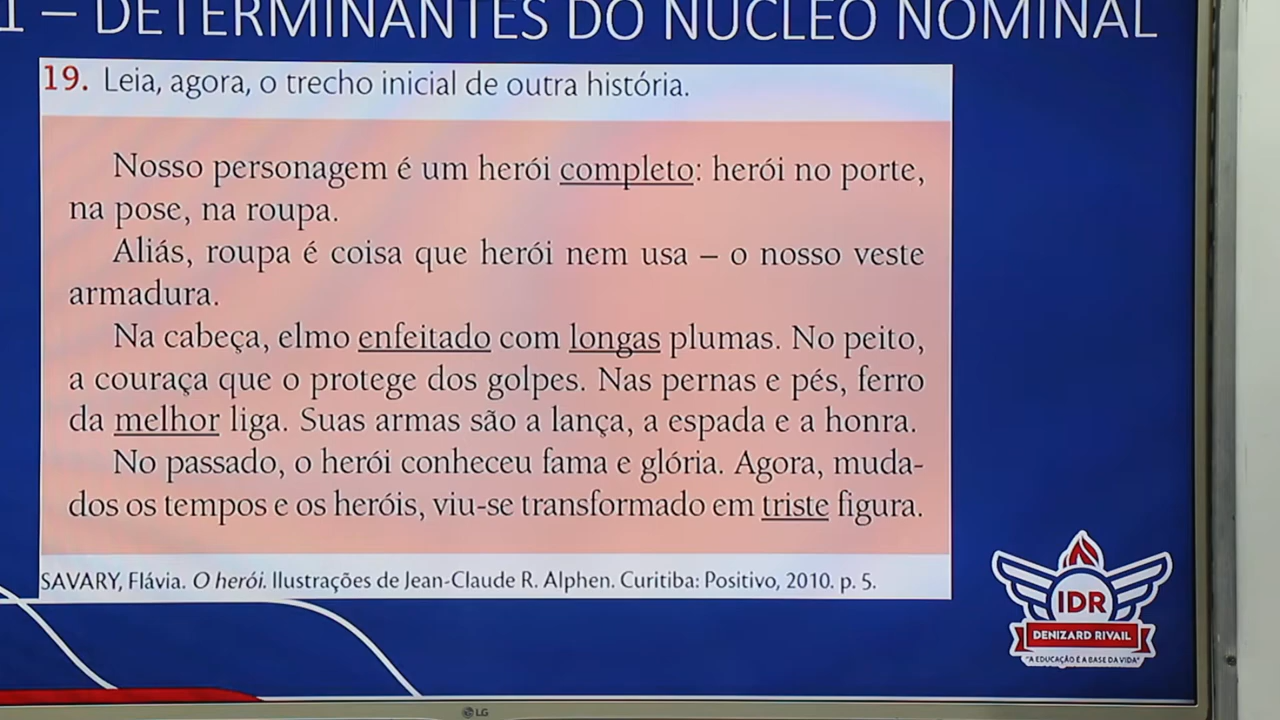 1 – DETERMINANTES DO NÚCLEO NOMINAL
19. Leia, agora, o trecho inicial de outra história.
Nosso personagem é um herói completo: herói no porte,
na pose, na roupa.
Aliás, roupa é coisa que herói nem usa – o nosso veste
armadura.
Na cabeça, elmo enfeitado com longas plumas. No peito,
a couraça que o protege dos golpes. Nas pernas e pés, ferro
da melhor liga. Suas armas são a lança, a espada e a honra.
No passado, o herói conheceu fama e glória. Agora, muda-
dos os tempos e os heróis, viu-se transformado em triste figura.
SAVARY, Flávia. O herói. Ilustrações de Jean-Claude R. Alphen. Curitiba: Positivo, 2010. p. 5.
IDR
DENIZARD RIVAIL
"A EDUCAÇÃO É A BASE DA VIDA"
LG